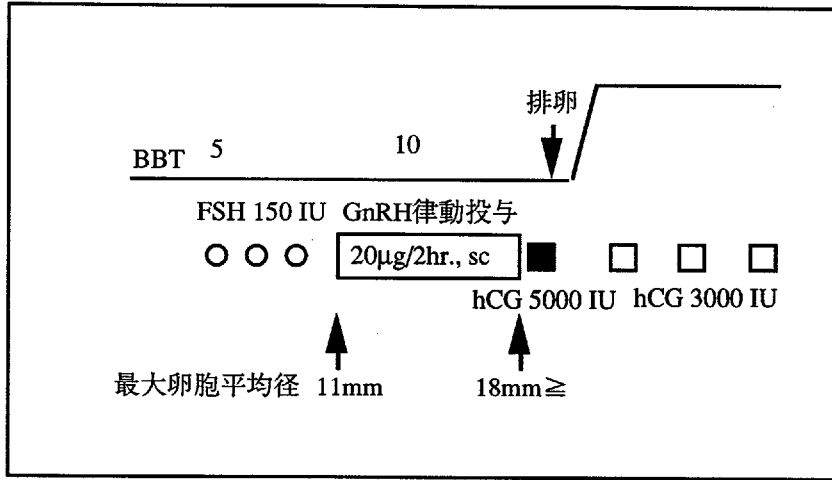 排卵
BBT 5 10
FSH 150 IU GnRH律動投与
20μg/2hr., sc
hCG 5000 IU hCG 3000 IU
最大卵胞平均径 11mm 18mm≧